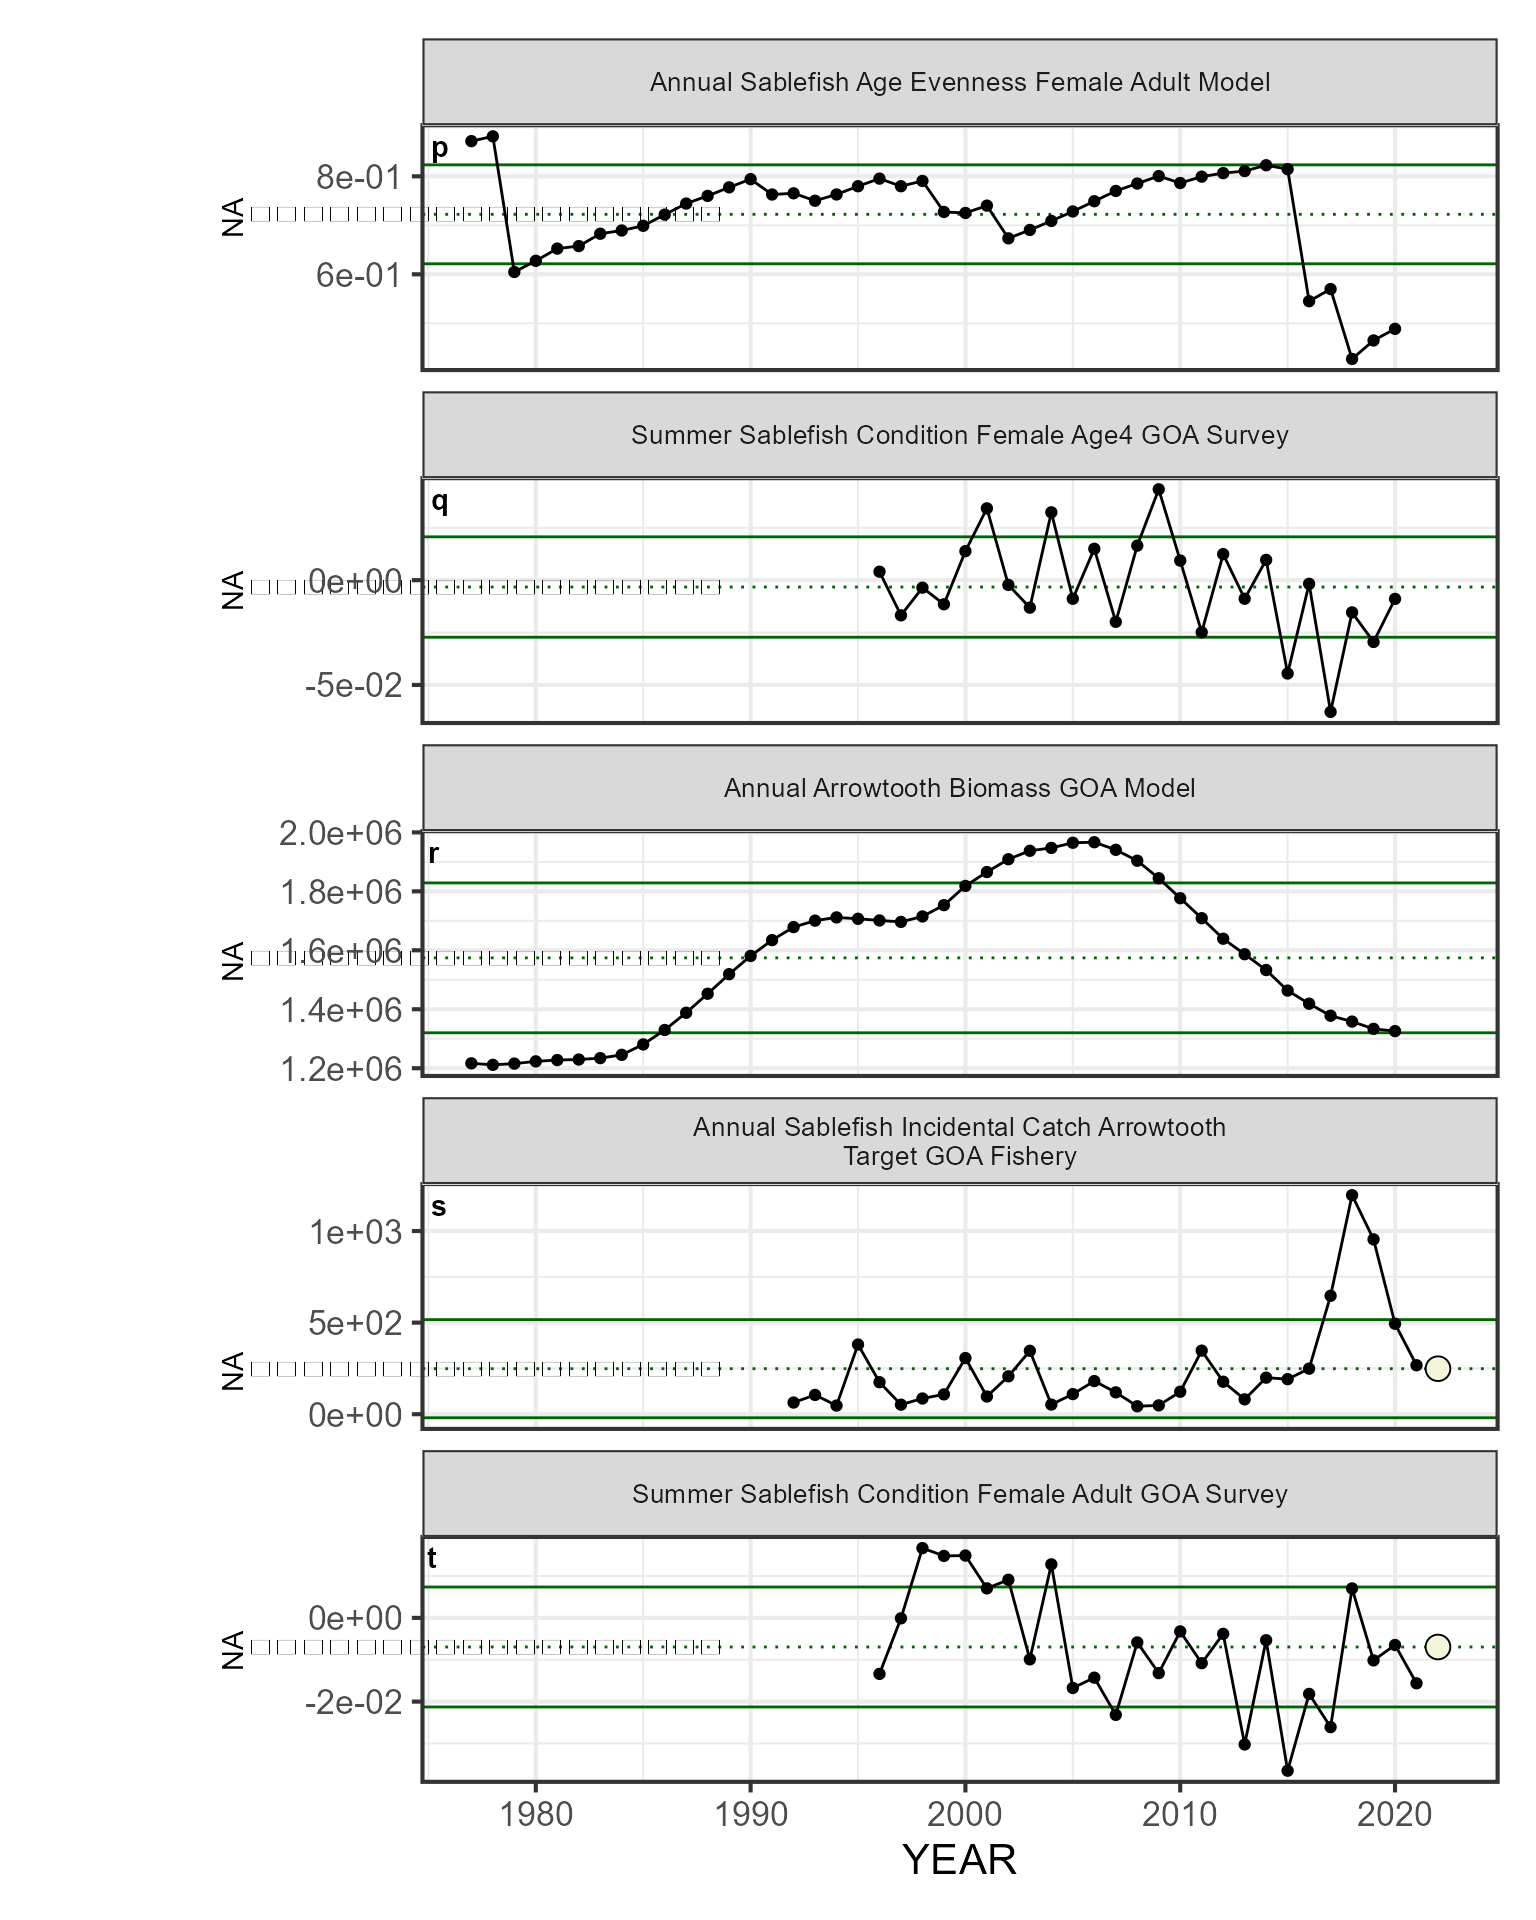 Annual Sablefish Age Evenness Female Adult Model
p
8e-01
NA
6e-01
Summer Sablefish Condition Female Age4 GOA Survey
q
0e+00
NA
-5e-02
Annual Arrowtooth Biomass GOA Model
2.0e+06
r
1.8e+06
1.6e+06
NA
1.4e+06
1.2e+06
Annual Sablefish Incidental Catch Arrowtooth
Target GOA Fishery
s
1e+03
5e+02
NA
0e+00
Summer Sablefish Condition Female Adult GOA Survey
t
0e+00
NA
-2e-02
1980 1990 2000 2010 2020
YEAR